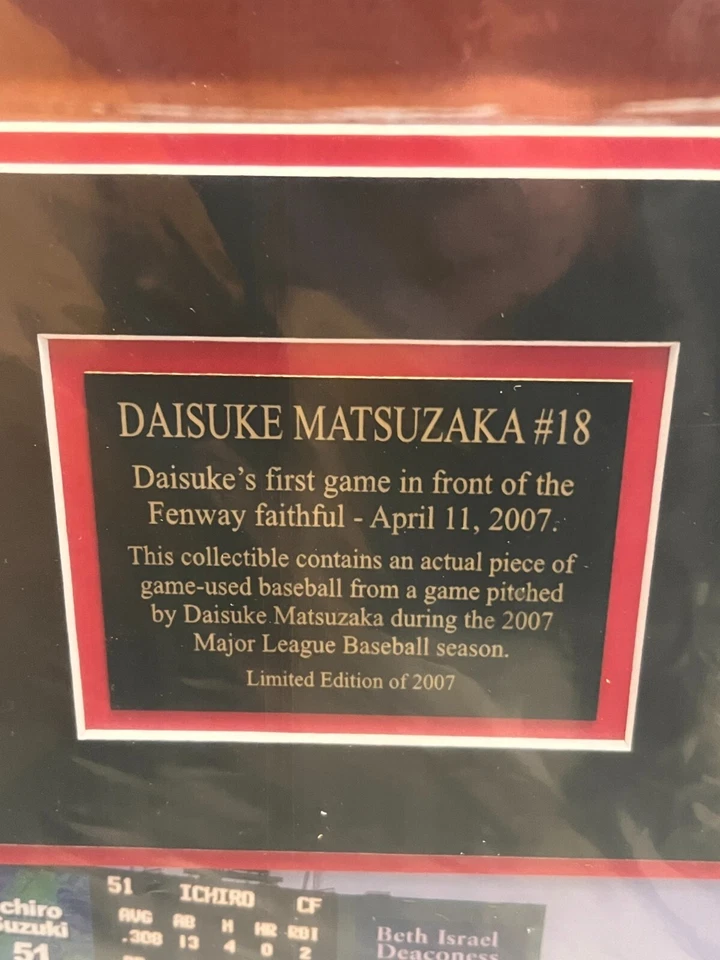 DAISUKE MATSUZAKA #18
Daisuke's first game in front of the
Fenway faithful - April 11, 2007.
This collectible contains an actual piece of
game-used baseball from a game pitched
by Daisuke Matsuzaka during the 2007
Major League Baseball season.
Limited Edition of 2007
chiro
Suzuki
51
51 ICHIRO CF
AVG AB H HR RBI
.308 13 4 0 2
Beth Israel
Deaconess